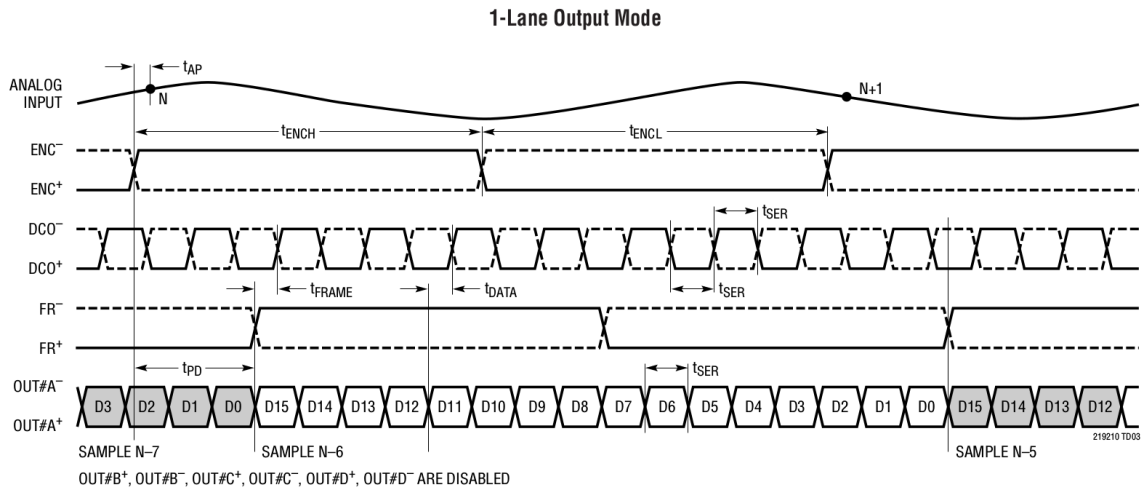 1-Lane Output Mode
tAP
ANALOG
INPUT
N
N+1
tENCH
tENCL
ENC−
ENC+
DCO−
DCO+
tSER
tFRAME
tDATA
tSER
FR−
FR+
tPD
tSER
OUT#A−
OUT#A+
D3 D2 D1 D0 D15 D14 D13 D12 D11 D10 D9 D8 D7 D6 D5 D4 D3 D2 D1 D0 D15 D14 D13 D12
219210 TD03
SAMPLE N–7 SAMPLE N–6 SAMPLE N–5
OUT#B+, OUT#B−, OUT#C+, OUT#C−, OUT#D+, OUT#D− ARE DISABLED